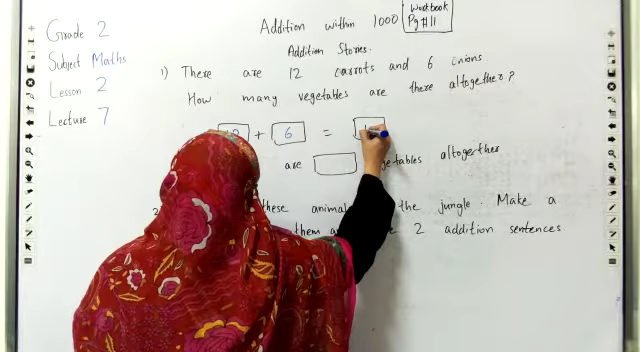 Grade 2
Subject Maths
Lesson 2
Lecture 7
Addition within 1000
Workbook
Pg # 11
Addition Stories.
1) There are 12 carrots and 6 onions
How many vegetables are there altogether?
+ 6 =
are vegetables altogether
2 these the jungle. Make a
them 2 addition sentences